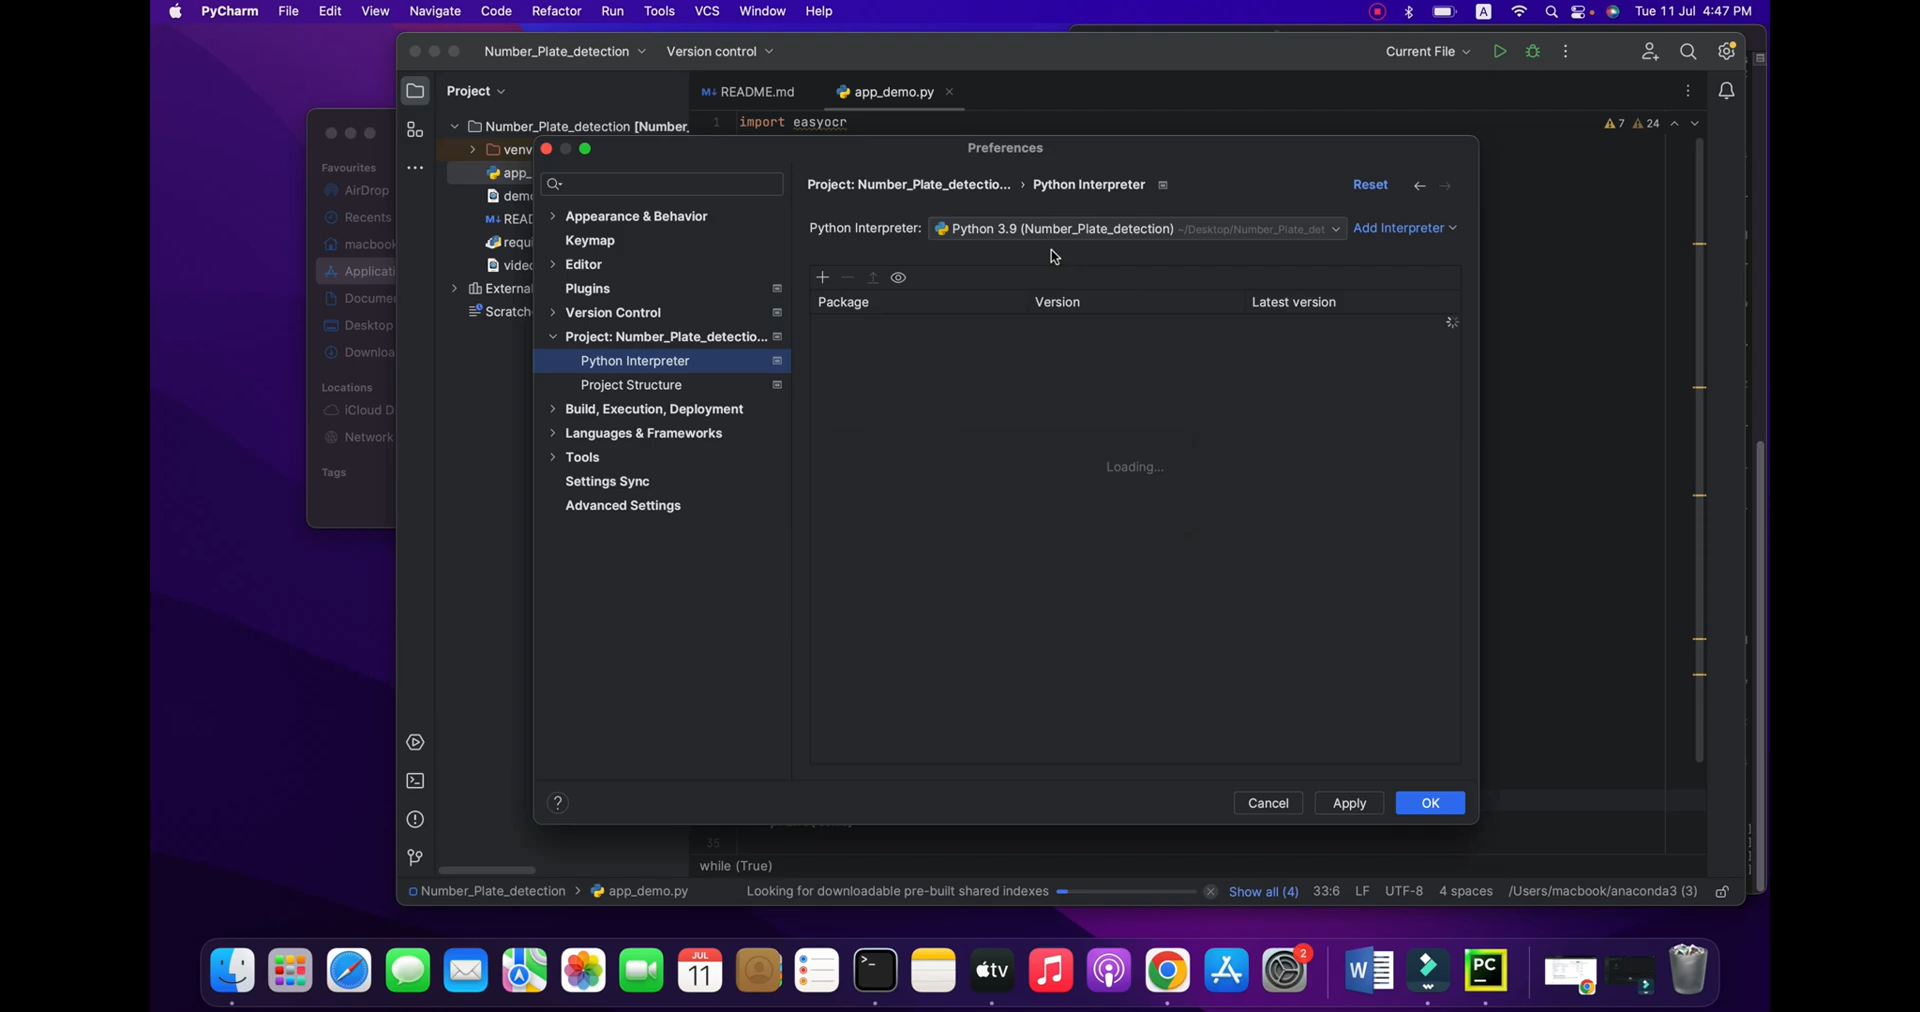 PyCharm File Edit View Navigate Code Refactor Run Tools VCS Window Help
A Tue 11 Jul 4:47 PM
Number_Plate_detection Version control Current File
Project
README.md app_demo.py
Number_Plate_detection [Number_
1 import easyocr
7 24
venv
app_
demo
READ
requi
video
Externa
Scratch
Favourites
AirDrop
Recents
macbook
Applicati
Docume
Desktop
Downloa
Locations
iCloud D
Network
Tags
Preferences
Appearance & Behavior
Keymap
Editor
Plugins
Version Control
Project: Number_Plate_detectio...
Python Interpreter
Project Structure
Build, Execution, Deployment
Languages & Frameworks
Tools
Settings Sync
Advanced Settings
Project: Number_Plate_detectio... › Python Interpreter Reset
Python Interpreter: Python 3.9 (Number_Plate_detection) ~/Desktop/Number_Plate_det Add Interpreter
Package Version Latest version
Loading...
? Cancel Apply OK
35
while (True)
Number_Plate_detection > app_demo.py Looking for downloadable pre-built shared indexes Show all (4) 33:6 LF UTF-8 4 spaces /Users/macbook/anaconda3 (3)
JUL
11
tv
2
W
PC